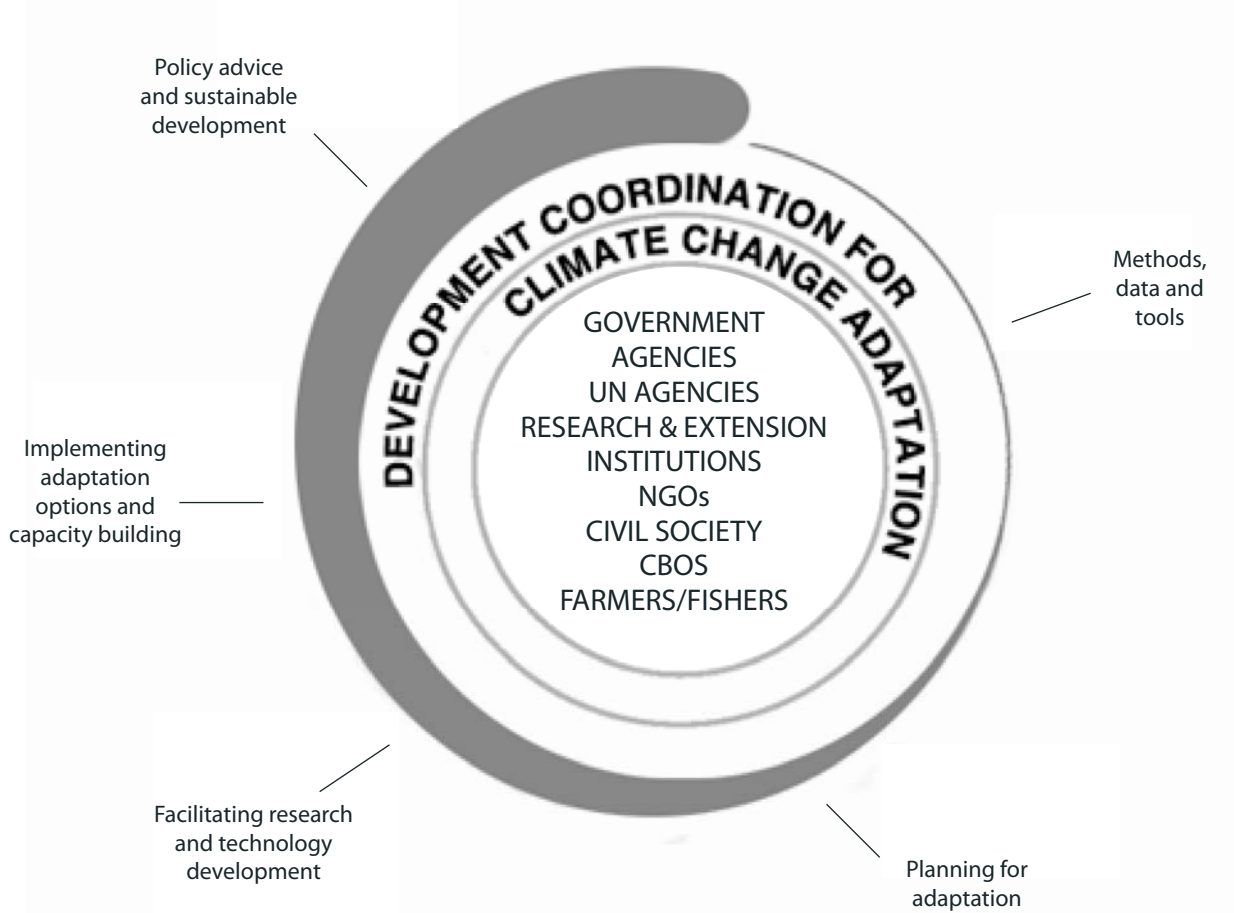 Policy advice
and sustainable
development
DEVELOPMENT COORDINATION FOR
CLIMATE CHANGE ADAPTATION
GOVERNMENT
AGENCIES
UN AGENCIES
RESEARCH & EXTENSION
INSTITUTIONS
NGOs
CIVIL SOCIETY
CBOS
FARMERS/FISHERS
Methods,
data and
tools
Implementing
adaptation
options and
capacity building
Facilitating research
and technology
development
Planning for
adaptation